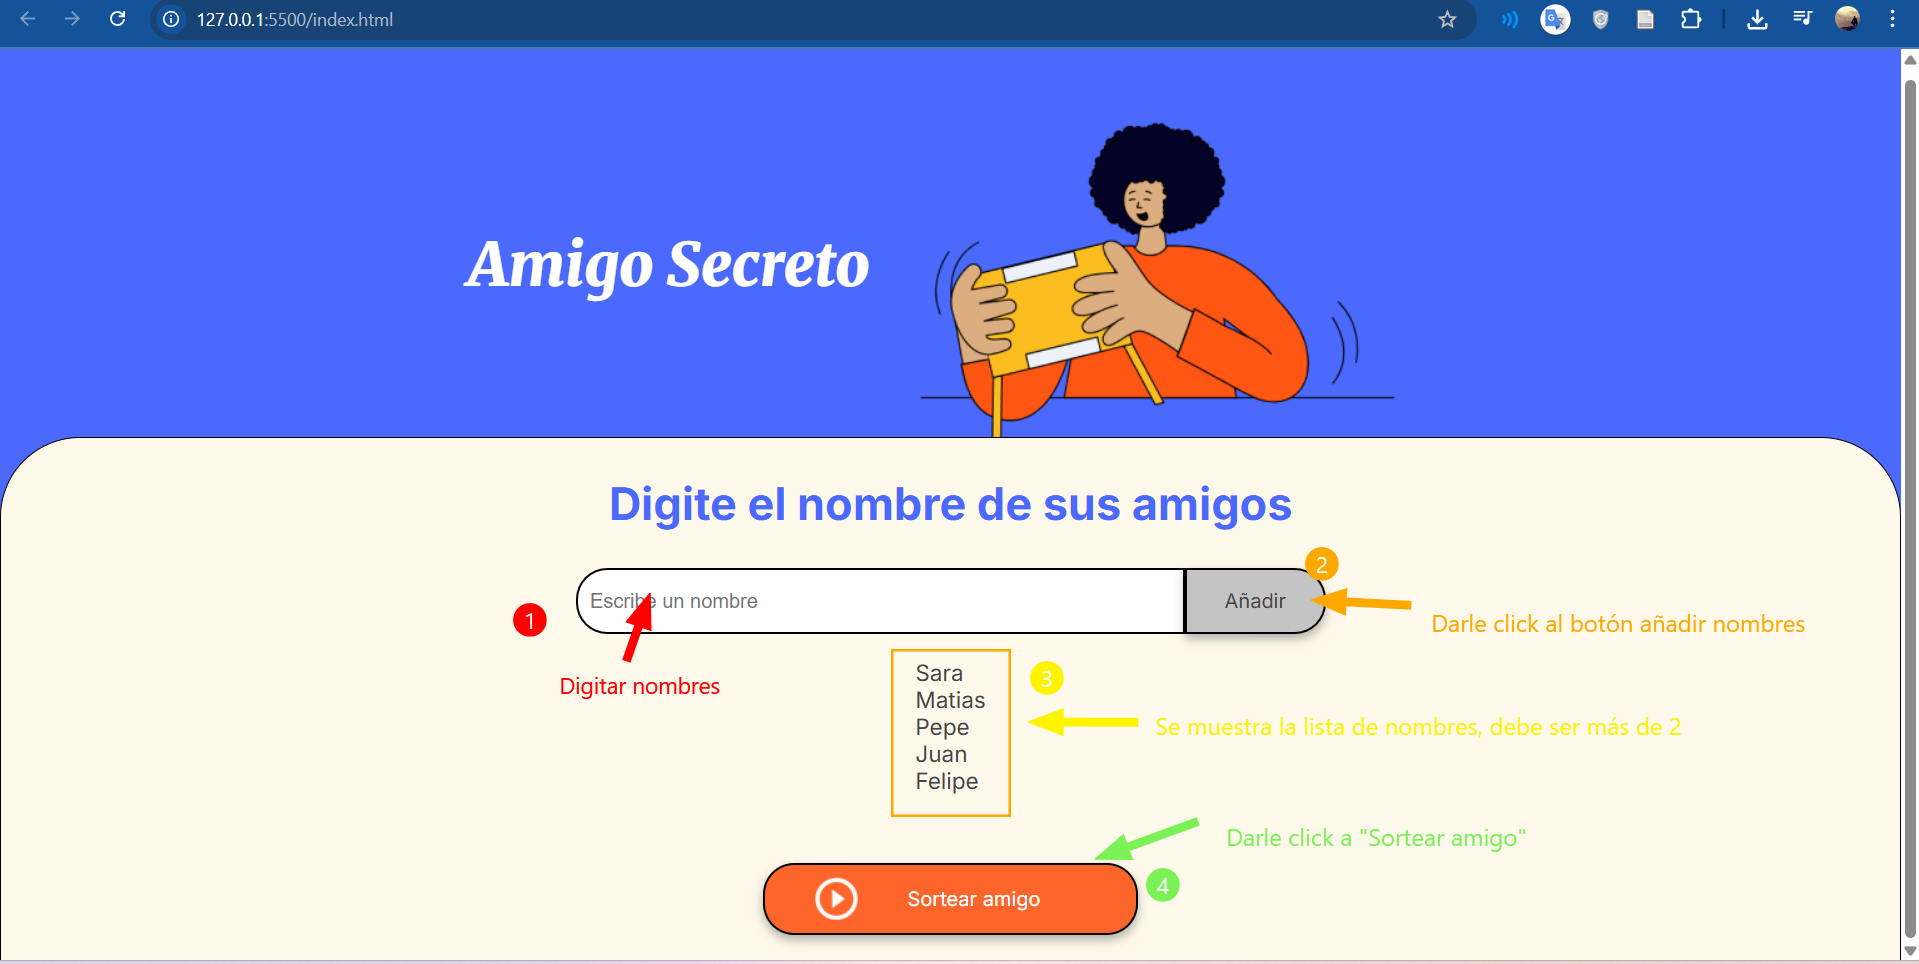 127.0.0.1:5500/index.html
Amigo Secreto
Digite el nombre de sus amigos
2
Escribe un nombre
Añadir
1
Darle click al botón añadir nombres
Digitar nombres
Sara
3
Matias
Pepe
Se muestra la lista de nombres, debe ser más de 2
Juan
Felipe
Darle click a "Sortear amigo"
4
Sortear amigo